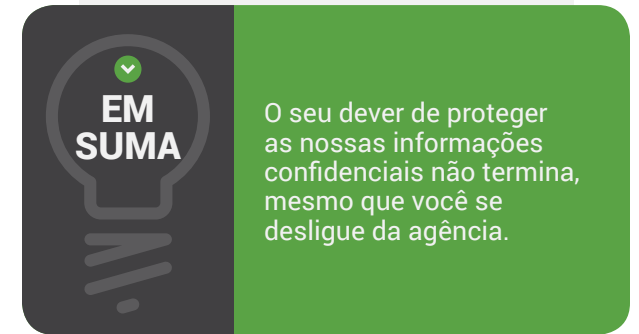 EM
SUMA
O seu dever de proteger
as nossas informações
confidenciais não termina,
mesmo que você se
desligue da agência.